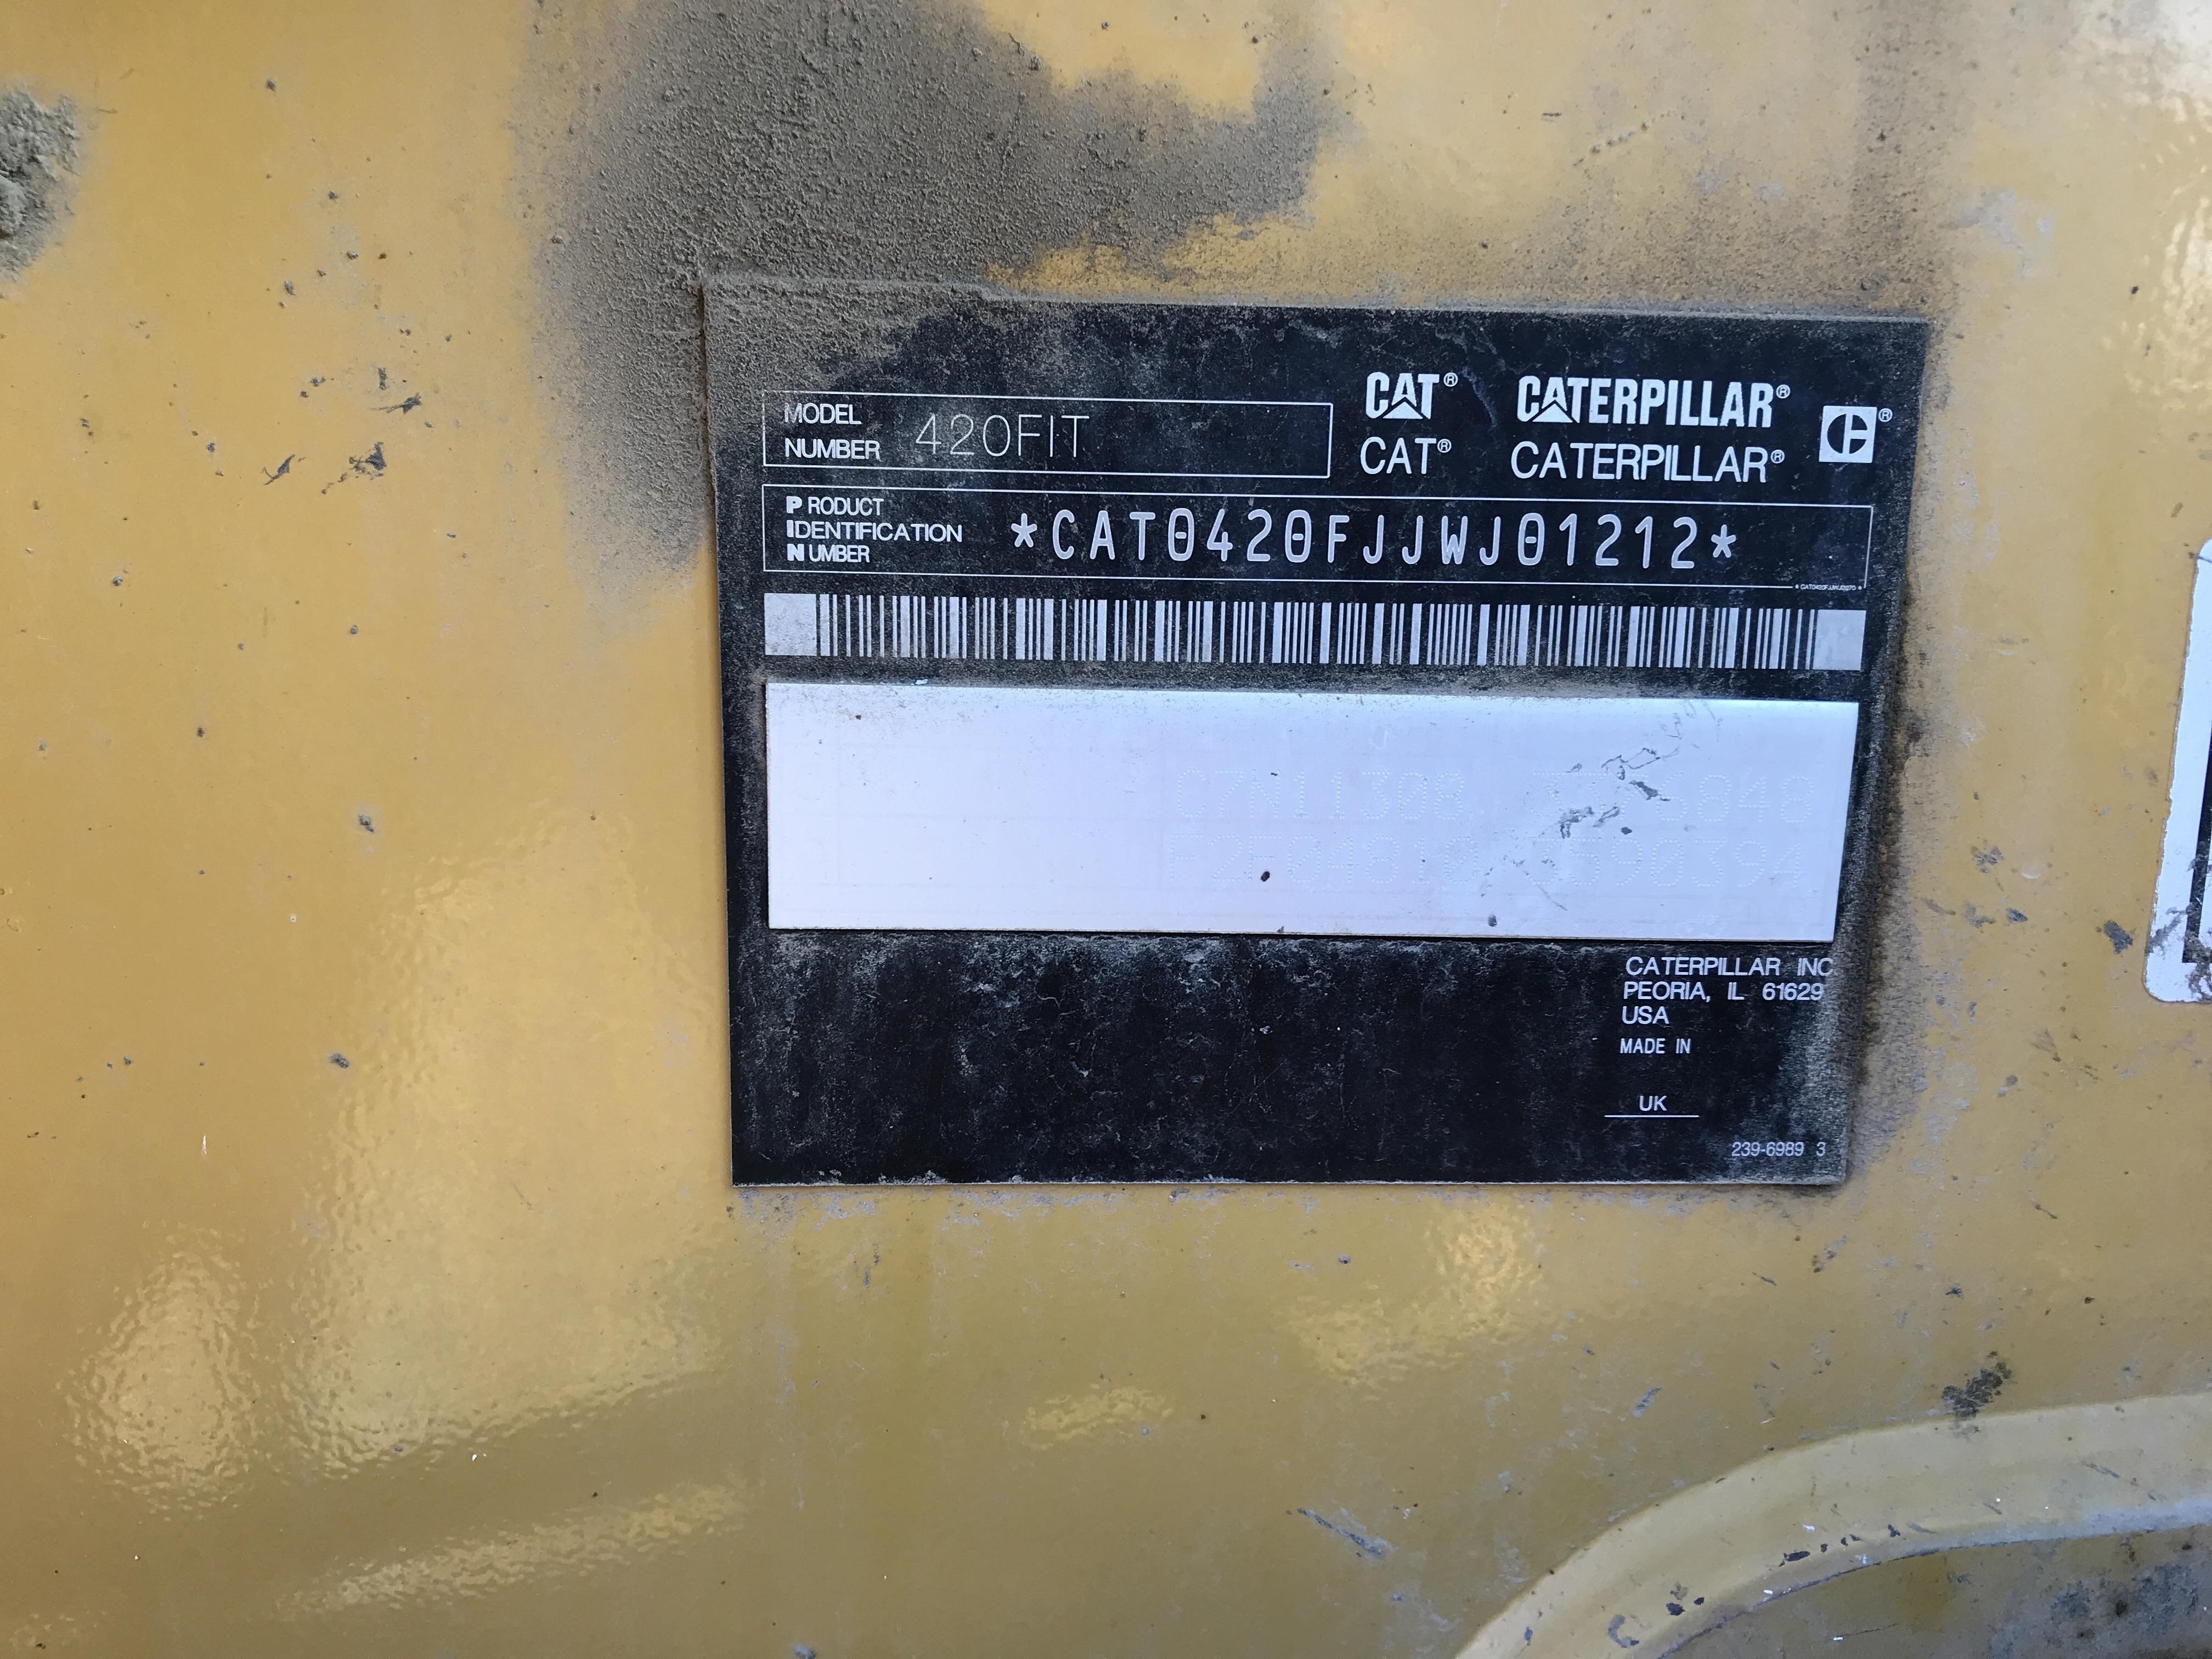 MODEL
NUMBER 420FIT
CAT® CATERPILLAR®
CAT® CATERPILLAR®
PRODUCT
IDENTIFICATION
NUMBER
*CAT0420FJJWJ01212*
CATERPILLAR INC
PEORIA, IL 61629
USA
MADE IN
UK
239-6989 3